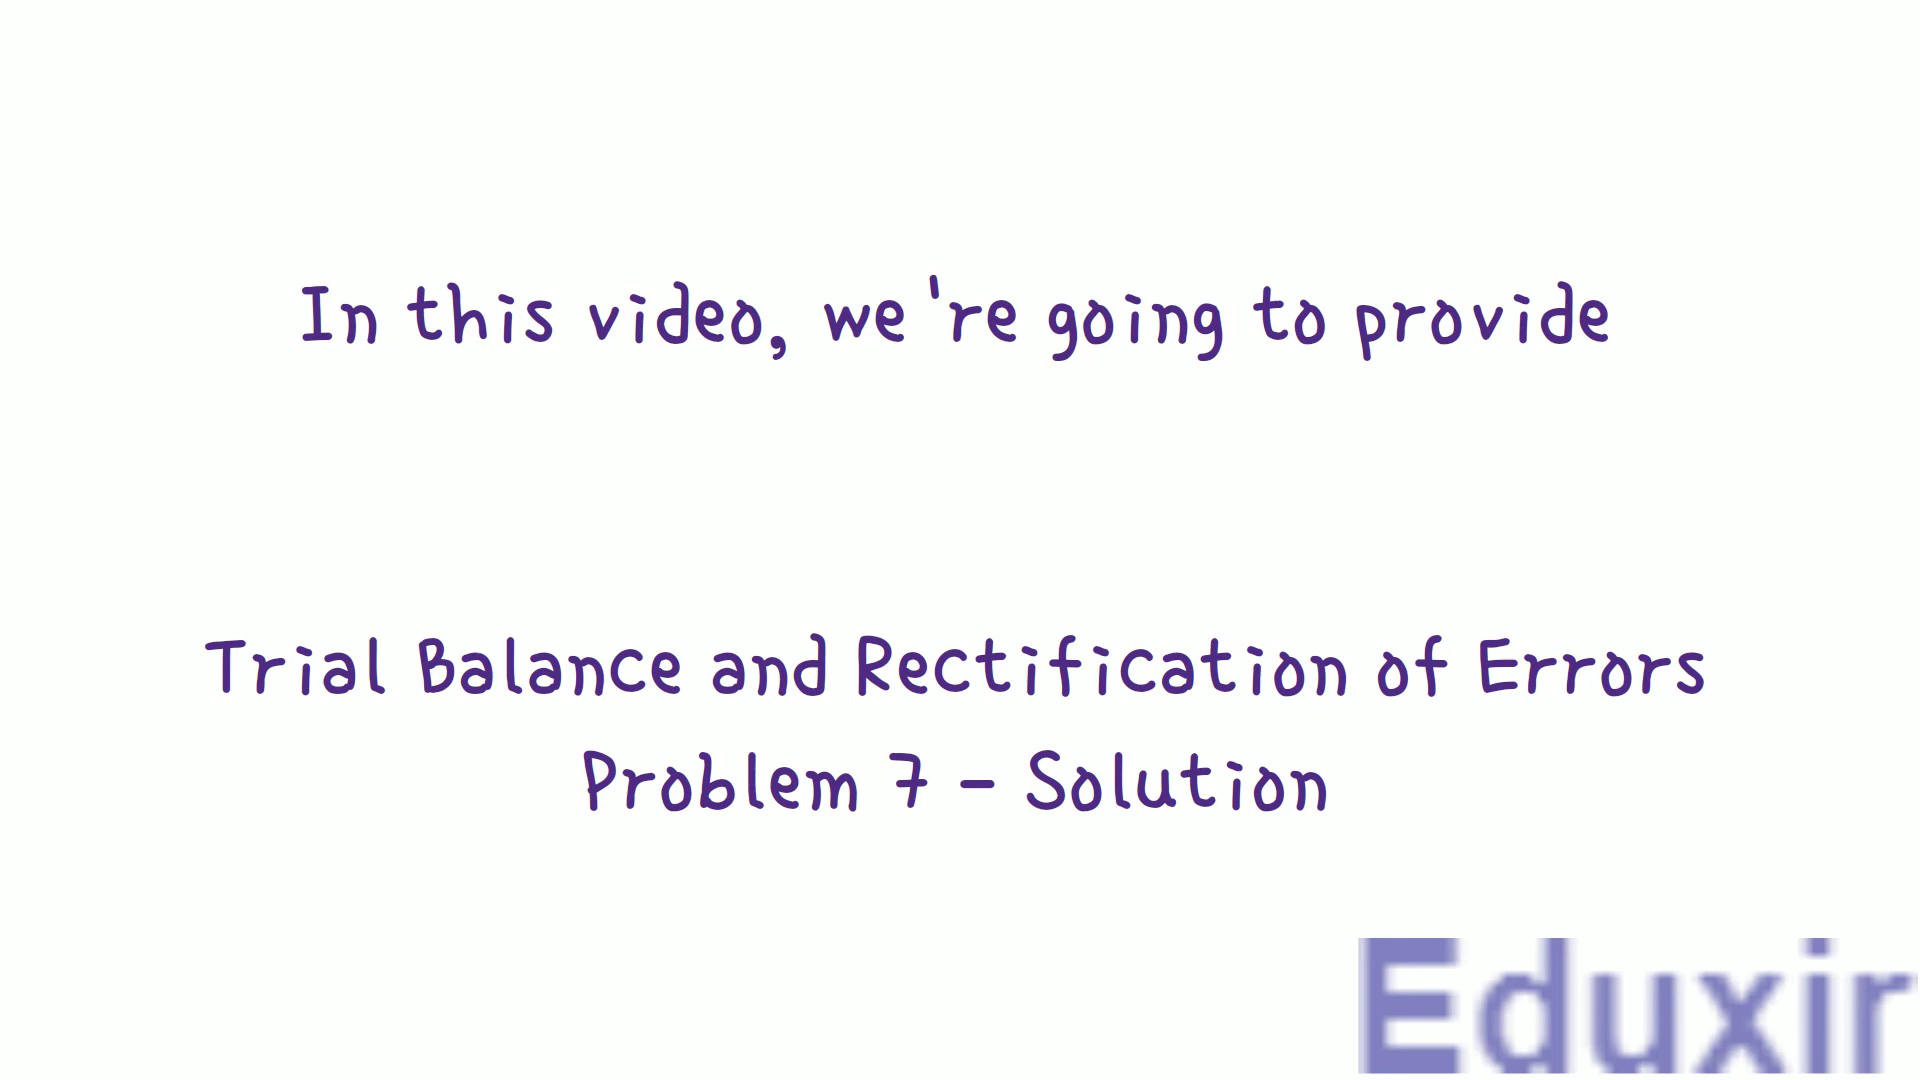 In this video, we're going to provide
Trial Balance and Rectification of Errors
Problem 7 - Solution
Eduxir